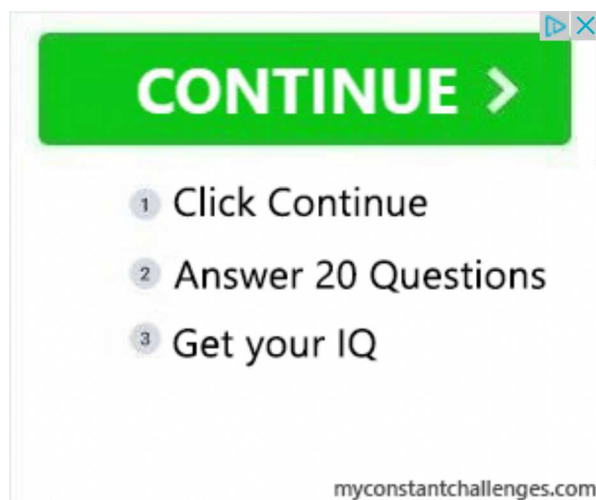 CONTINUE >
1 Click Continue
2 Answer 20 Questions
3 Get your IQ
myconstantchallenges.com